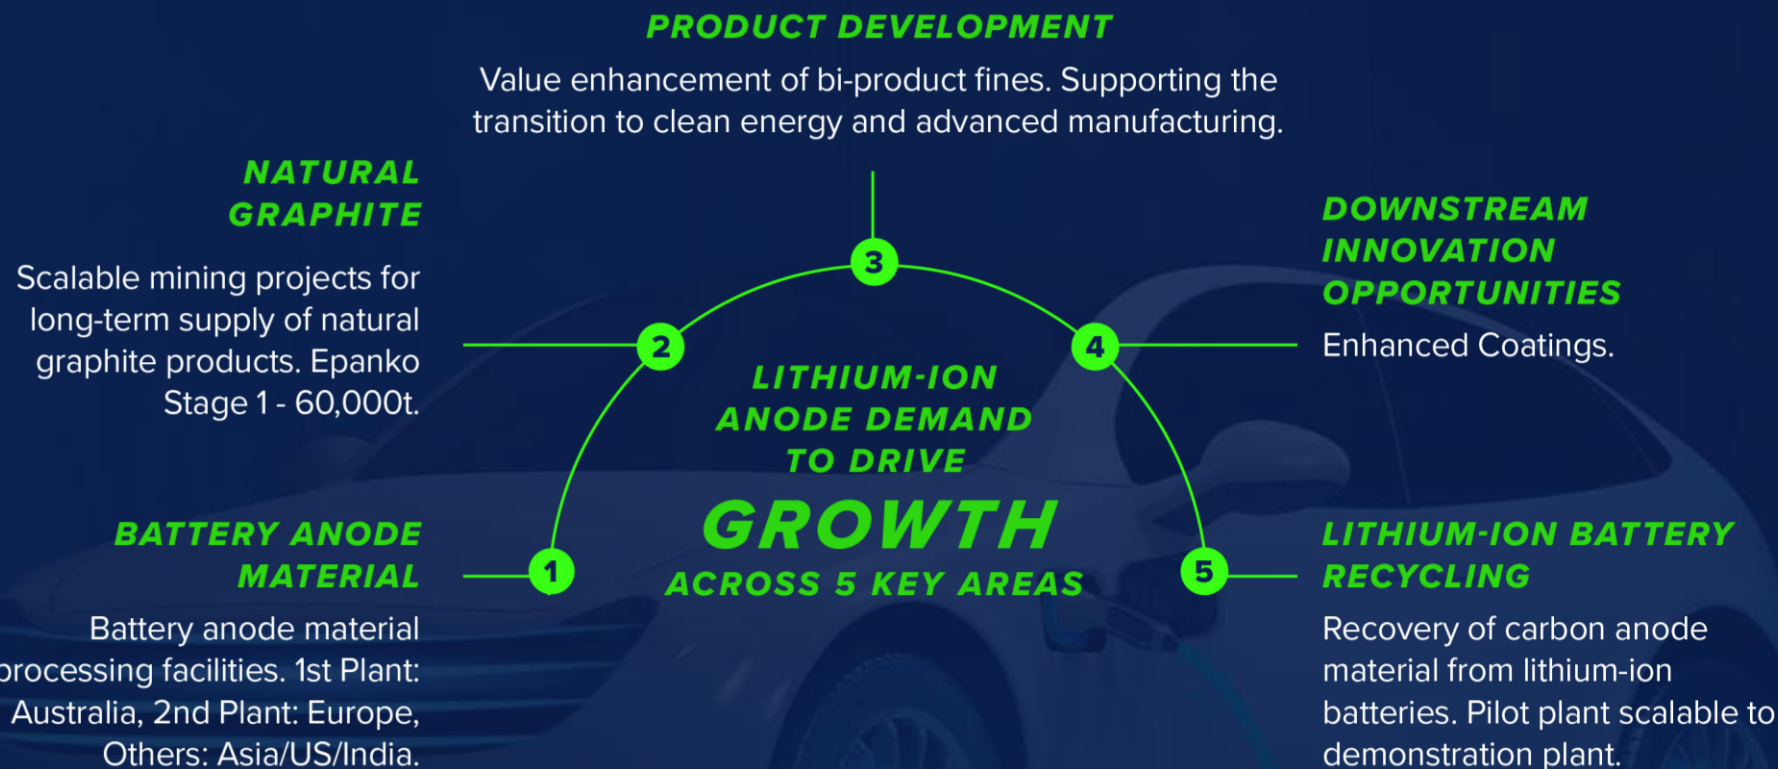 PRODUCT DEVELOPMENT
Value enhancement of bi-product fines. Supporting the
transition to clean energy and advanced manufacturing.
NATURAL
GRAPHITE
Scalable mining projects for
long-term supply of natural
graphite products. Epanko
Stage 1 - 60,000t.
BATTERY ANODE
MATERIAL
Battery anode material
processing facilities. 1st Plant:
Australia, 2nd Plant: Europe,
Others: Asia/US/India.
1
2
3
4
5
LITHIUM-ION
ANODE DEMAND
TO DRIVE
GROWTH
ACROSS 5 KEY AREAS
DOWNSTREAM
INNOVATION
OPPORTUNITIES
Enhanced Coatings.
LITHIUM-ION BATTERY
RECYCLING
Recovery of carbon anode
material from lithium-ion
batteries. Pilot plant scalable to
demonstration plant.